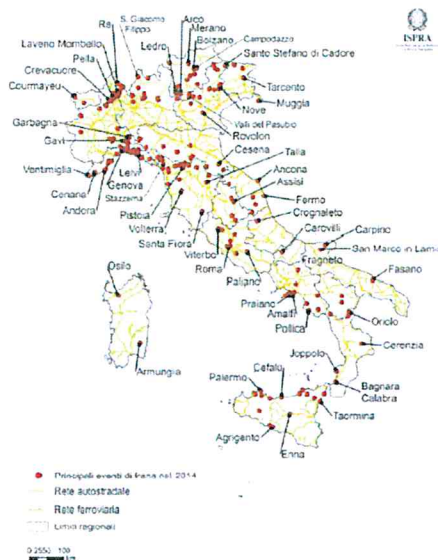 ISPRA
Re
S. Giacomo
Filippo
Arco
Merano
Bolzano
Campodazzo
Ledro
Santo Stefano di Cadore
Laveno Mombello
Pella
Crevacuore
Courmayeu
Tarcento
Muggia
Nove
Valli del Pasubio
Rovolon
Garbagna
Gavi
Cesena
Talla
Ancona
Assisi
Ventimiglia
Ceriana
Andora
Leivi
Genova
Stazzema
Pistoia
Volterra
Santa Fiora
Fermo
Crognaleto
Carovilli
Carpino
San Marco in Lamis
Viterbo
Roma
Fragneto
Paliano
Fasano
Osilo
Praiano
Amalfi
Pollica
Oriolo
Cerenzia
Armungia
Joppolo
Cefalù
Palermo
Bagnara
Calabra
Taormina
Agrigento
Enna
Principali eventi di frana nel 2014
Rete autostradale
Rete ferroviaria
Limiti regionali